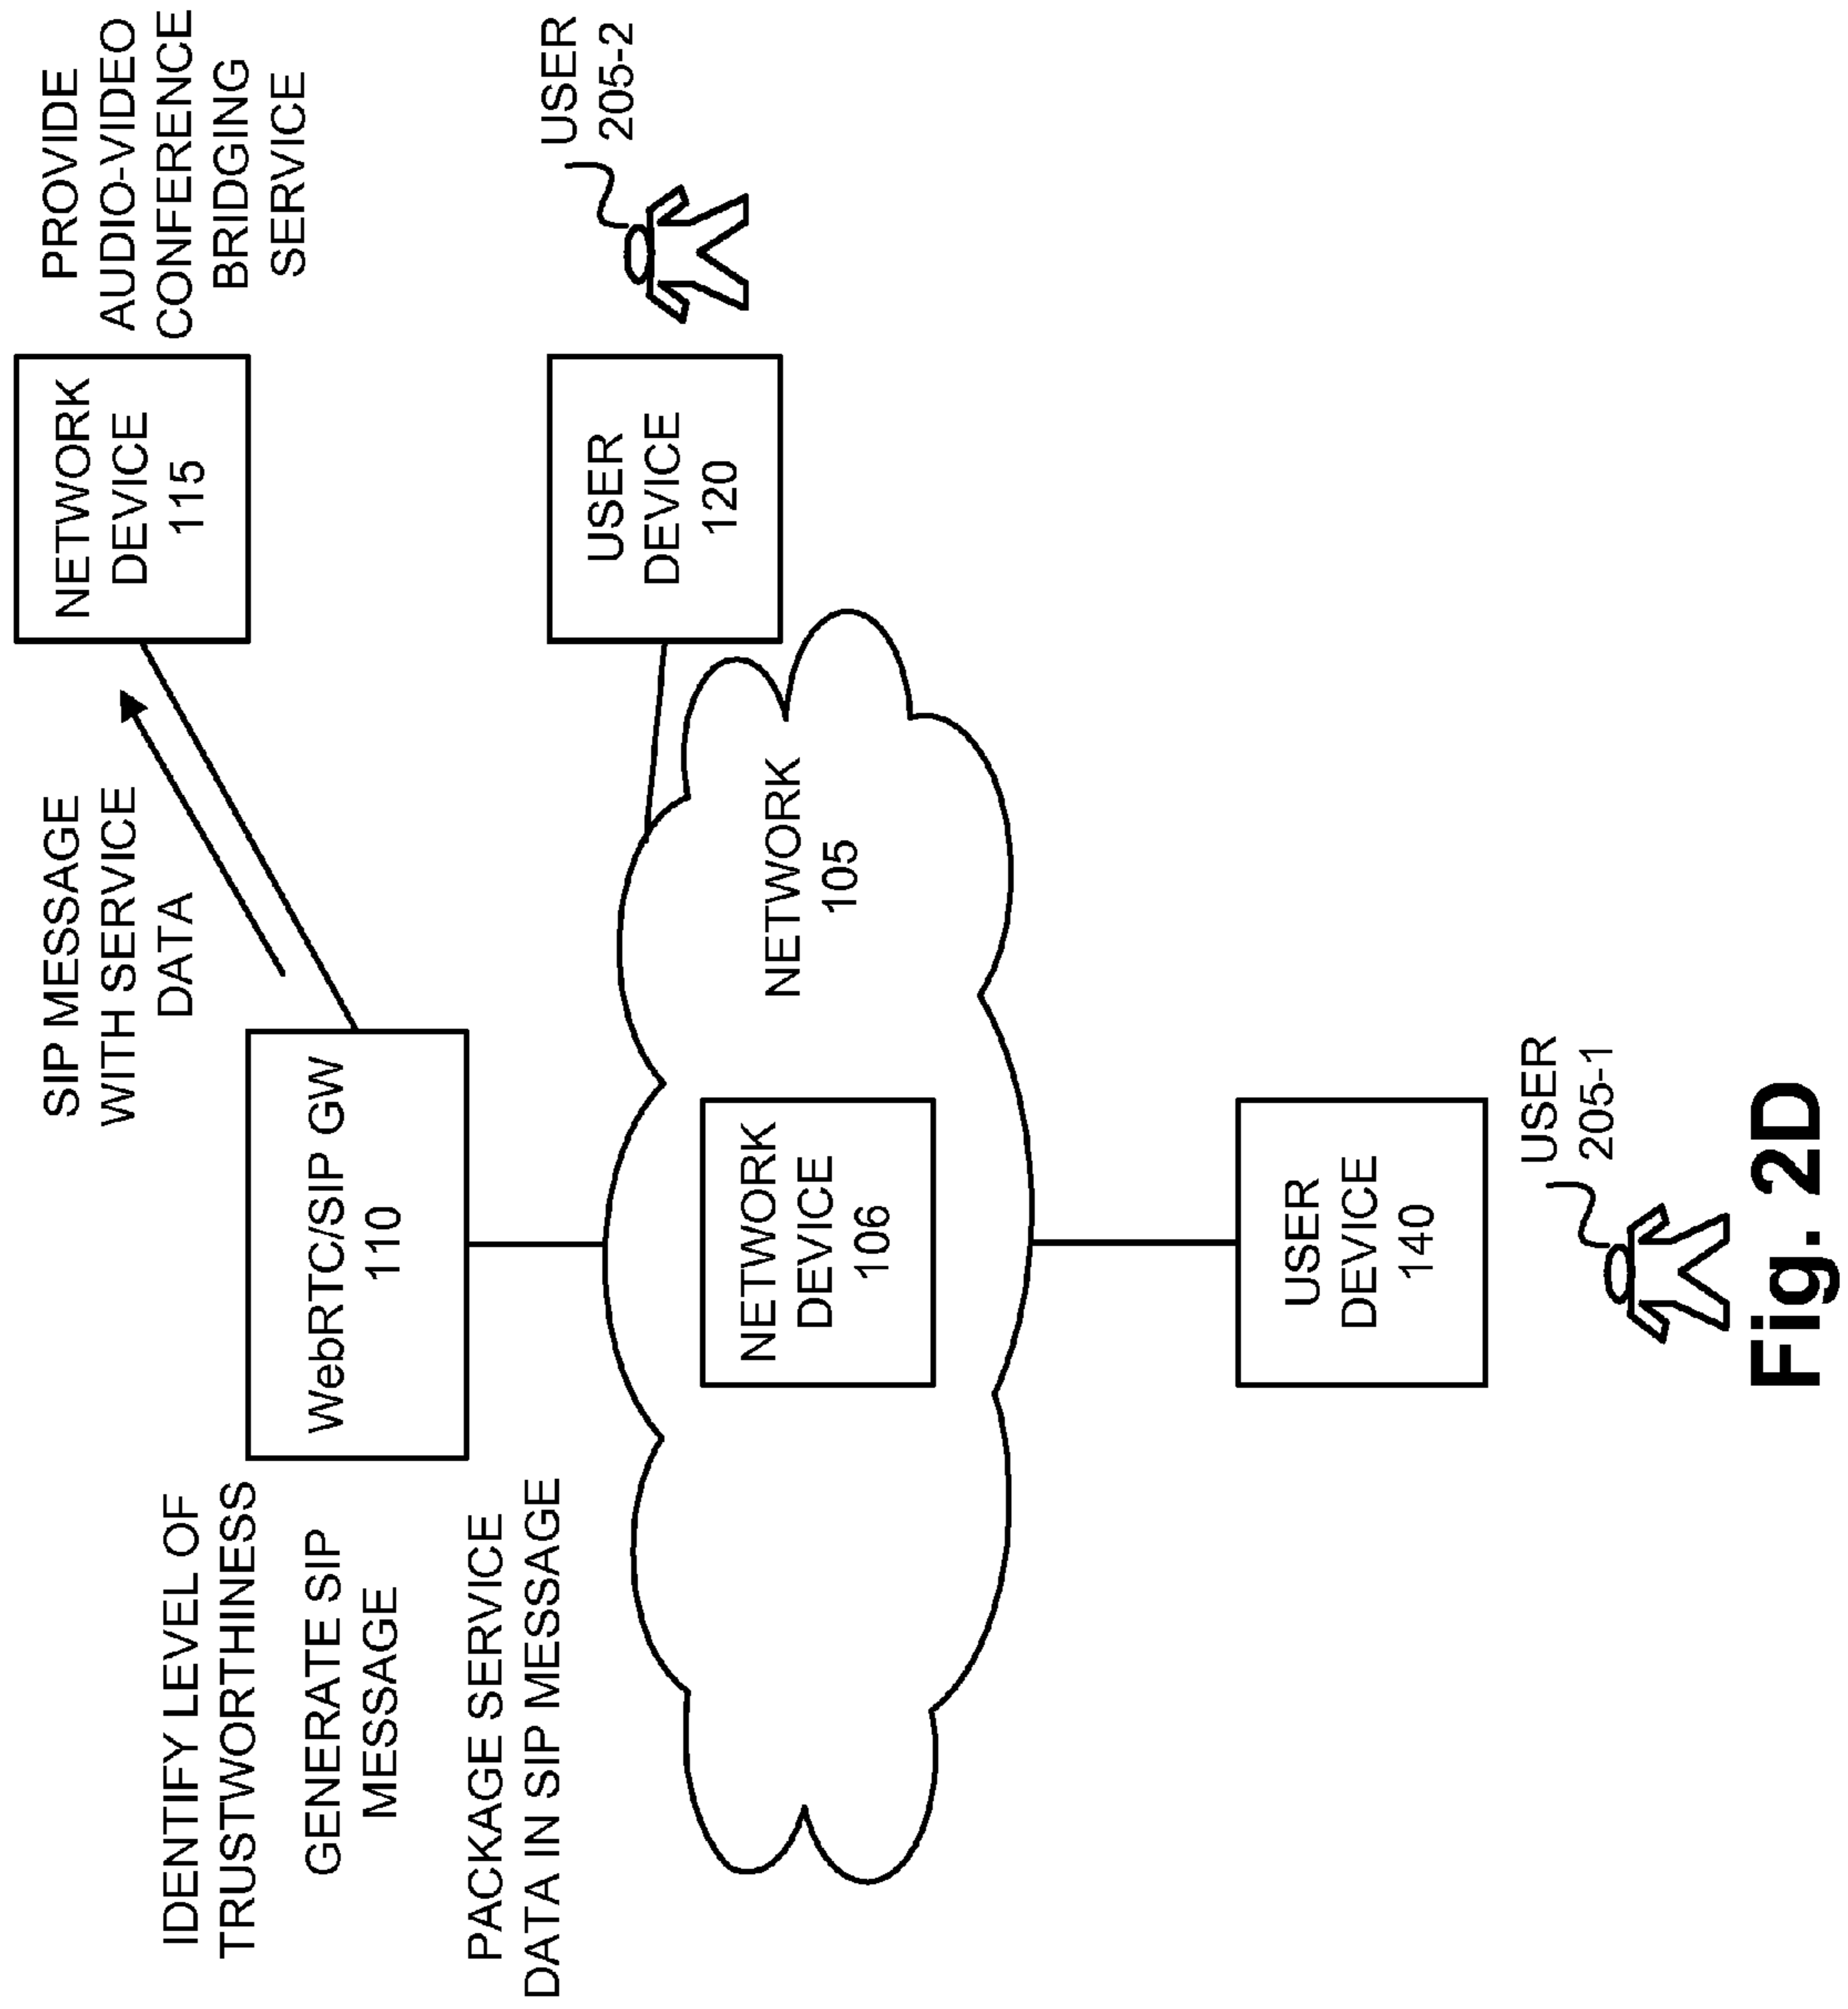 IDENTIFY LEVEL OF
TRUSTWORTHINESS
GENERATE SIP
MESSAGE
PACKAGE SERVICE
DATA IN SIP MESSAGE
WebRTC/SIP GW
110
SIP MESSAGE
WITH SERVICE
DATA
NETWORK
DEVICE
115
PROVIDE
AUDIO-VIDEO
CONFERENCE
BRIDGING
SERVICE
USER
DEVICE
120
USER
205-2
NETWORK
105
NETWORK
DEVICE
106
USER
DEVICE
140
USER
205-1
Fig. 2D